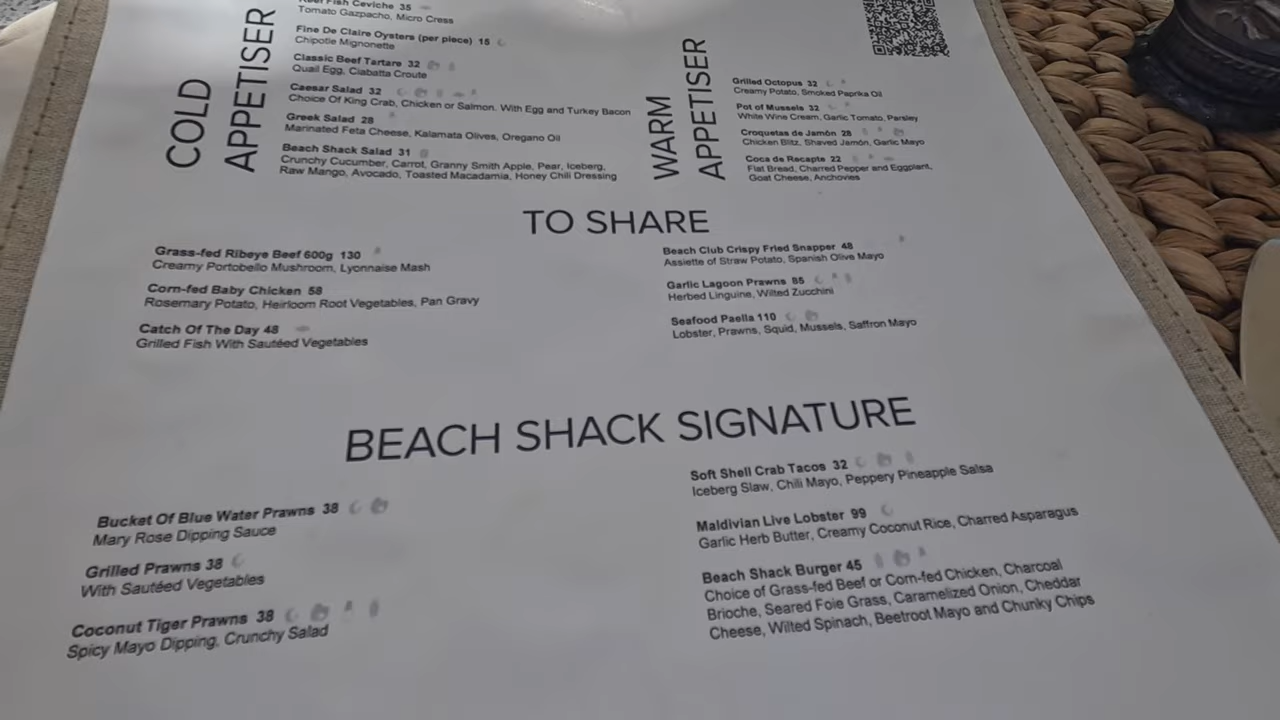 Reef Fish Ceviche 35
Tomato Gazpacho, Micro Cress
Fine De Claire Oysters (per piece) 15
Chipotle Mignonette
Classic Beef Tartare 32
Quail Egg, Ciabatta Croute
Caesar Salad 32
Choice Of King Crab, Chicken or Salmon. With Egg and Turkey Bacon
Greek Salad 28
Marinated Feta Cheese, Kalamata Olives, Oregano Oil
Beach Shack Salad 31
Crunchy Cucumber, Carrot, Granny Smith Apple, Pear, Iceberg,
Raw Mango, Avocado, Toasted Macadamia, Honey Chili Dressing
COLD
APPETISER
WARM
APPETISER
Grilled Octopus 32
Creamy Potato, Smoked Paprika Oil
Pot of Mussels 32
White Wine Cream, Garlic Tomato, Parsley
Croquetas de Jamón 28
Chicken Blitz, Shaved Jamón, Garlic Mayo
Coca de Recapte 22
Flat Bread, Charred Pepper and Eggplant,
Goat Cheese, Anchovies
TO SHARE
Grass-fed Ribeye Beef 600g 130
Creamy Portobello Mushroom, Lyonnaise Mash
Corn-fed Baby Chicken 58
Rosemary Potato, Heirloom Root Vegetables, Pan Gravy
Catch Of The Day 48
Grilled Fish With Sautéed Vegetables
Beach Club Crispy Fried Snapper 48
Assiette of Straw Potato, Spanish Olive Mayo
Garlic Lagoon Prawns 85
Herbed Linguine, Wilted Zucchini
Seafood Paella 110
Lobster, Prawns, Squid, Mussels, Saffron Mayo
BEACH SHACK SIGNATURE
Bucket Of Blue Water Prawns 38
Mary Rose Dipping Sauce
Grilled Prawns 38
With Sautéed Vegetables
Coconut Tiger Prawns 38
Spicy Mayo Dipping, Crunchy Salad
Soft Shell Crab Tacos 32
Iceberg Slaw, Chili Mayo, Peppery Pineapple Salsa
Maldivian Live Lobster 99
Garlic Herb Butter, Creamy Coconut Rice, Charred Asparagus
Beach Shack Burger 45
Choice of Grass-fed Beef or Corn-fed Chicken, Charcoal
Brioche, Seared Foie Grass, Caramelized Onion, Cheddar
Cheese, Wilted Spinach, Beetroot Mayo and Chunky Chips